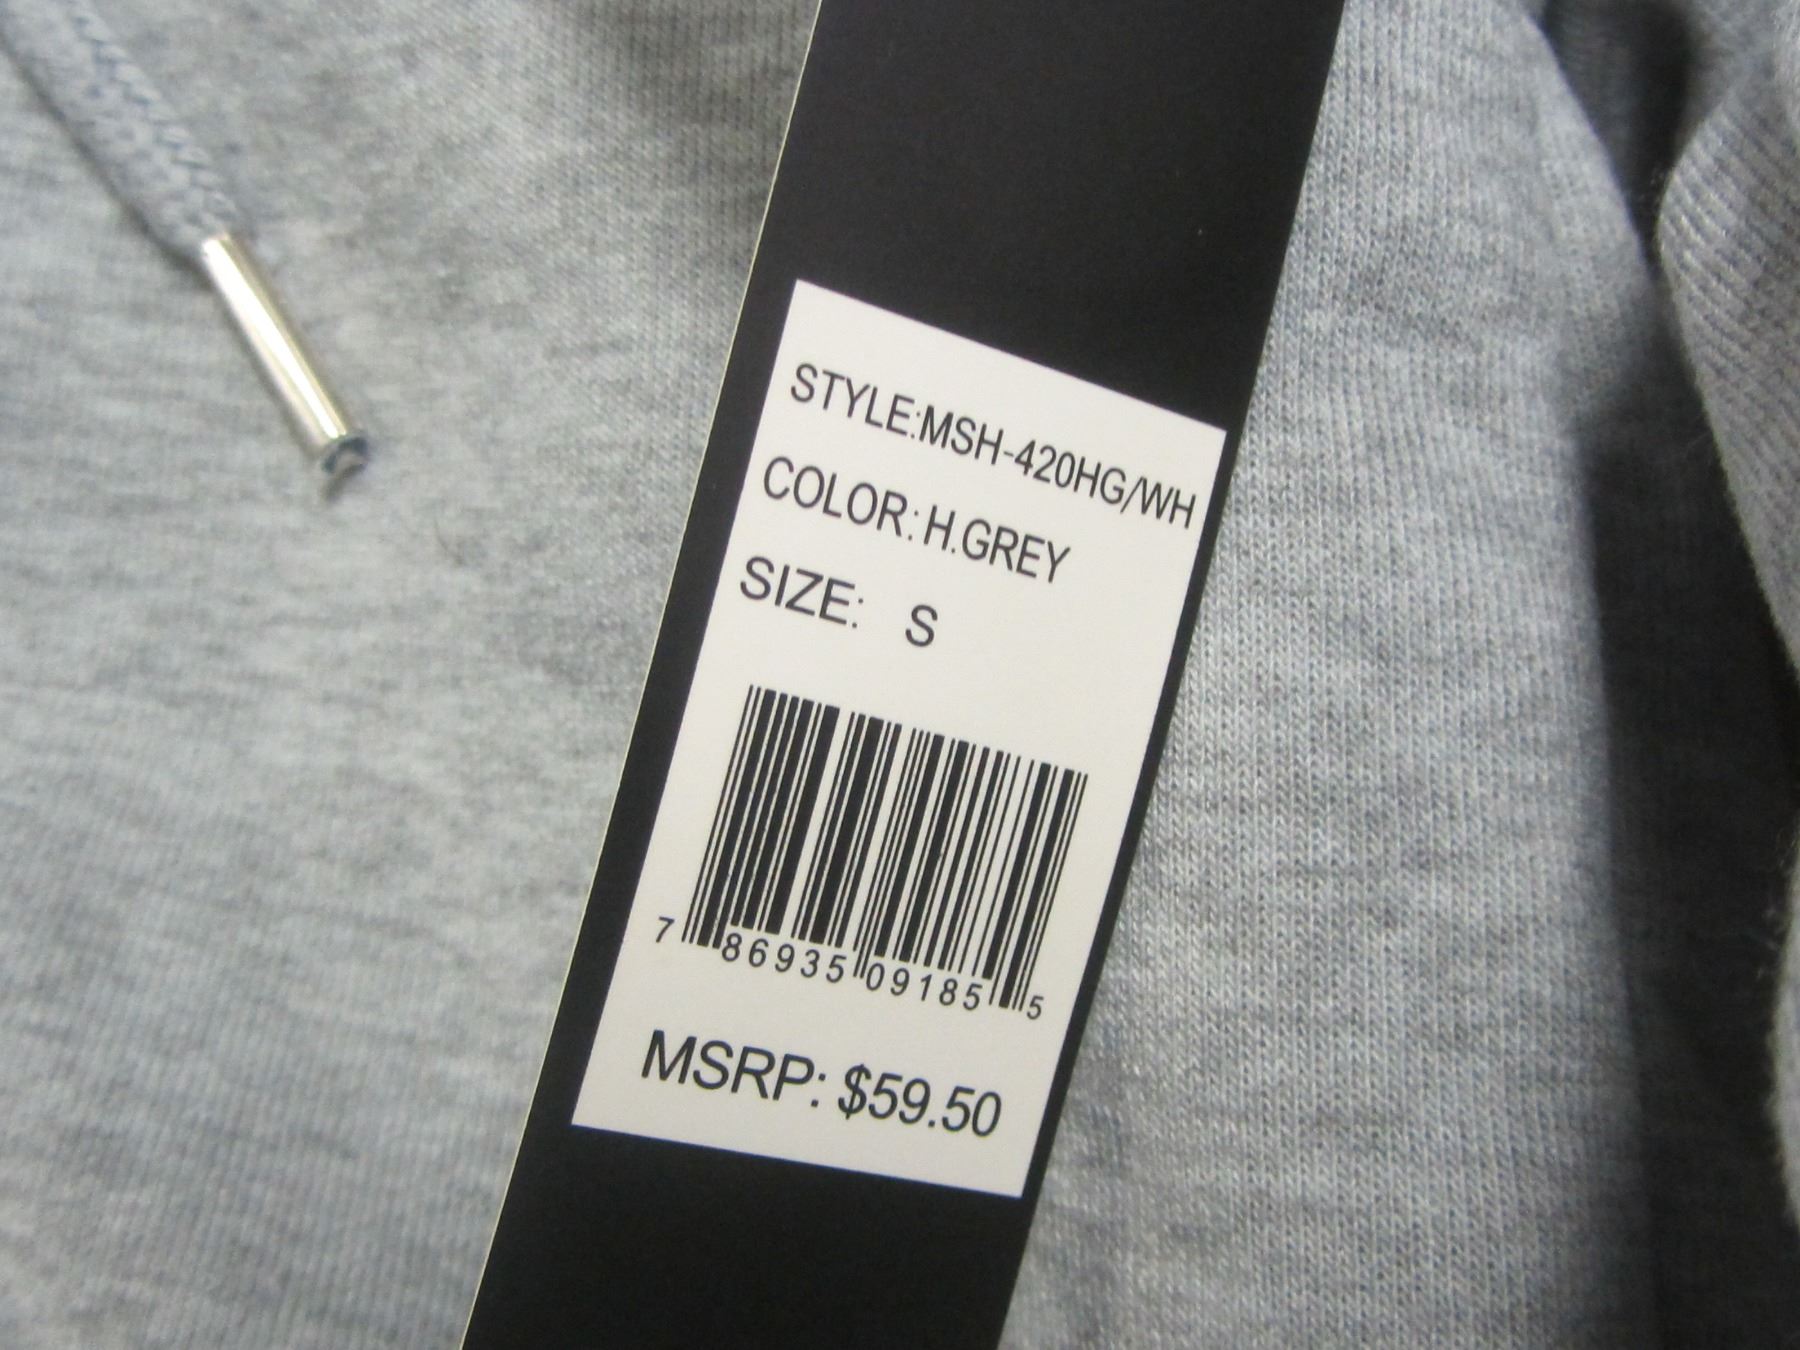 STYLE:MSH-420HG/WH
COLOR: H.GREY
SIZE: S
7 86935 09185 5
MSRP: $59.50